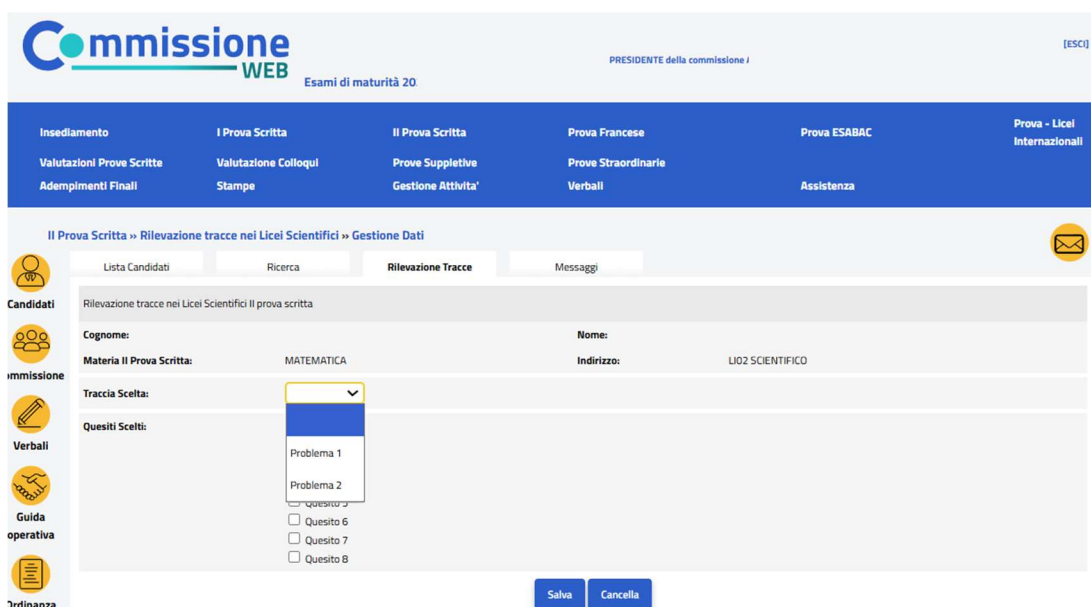 Commissione
WEB
Esami di maturità 20
PRESIDENTE della commissione
[ESCI]
Insediamento I Prova Scritta II Prova Scritta Prova Francese Prova ESABAC Prova - Licei Internazionali
Valutazioni Prove Scritte Valutazione Colloqui Prove Suppletive Prove Straordinarie
Adempimenti Finali Stampe Gestione Attivita' Verbali Assistenza
II Prova Scritta » Rilevazione tracce nei Licei Scientifici » Gestione Dati
Lista Candidati Ricerca Rilevazione Tracce Messaggi
Candidati
ommissione
Verbali
Guida
operativa
Ordinanza
Rilevazione tracce nei Licei Scientifici II prova scritta
Cognome: Nome:
Materia II Prova Scritta: MATEMATICA Indirizzo: LI02 SCIENTIFICO
Traccia Scelta:
Quesiti Scelti:
Problema 1
Problema 2
Quesito 5
Quesito 6
Quesito 7
Quesito 8
Salva Cancella